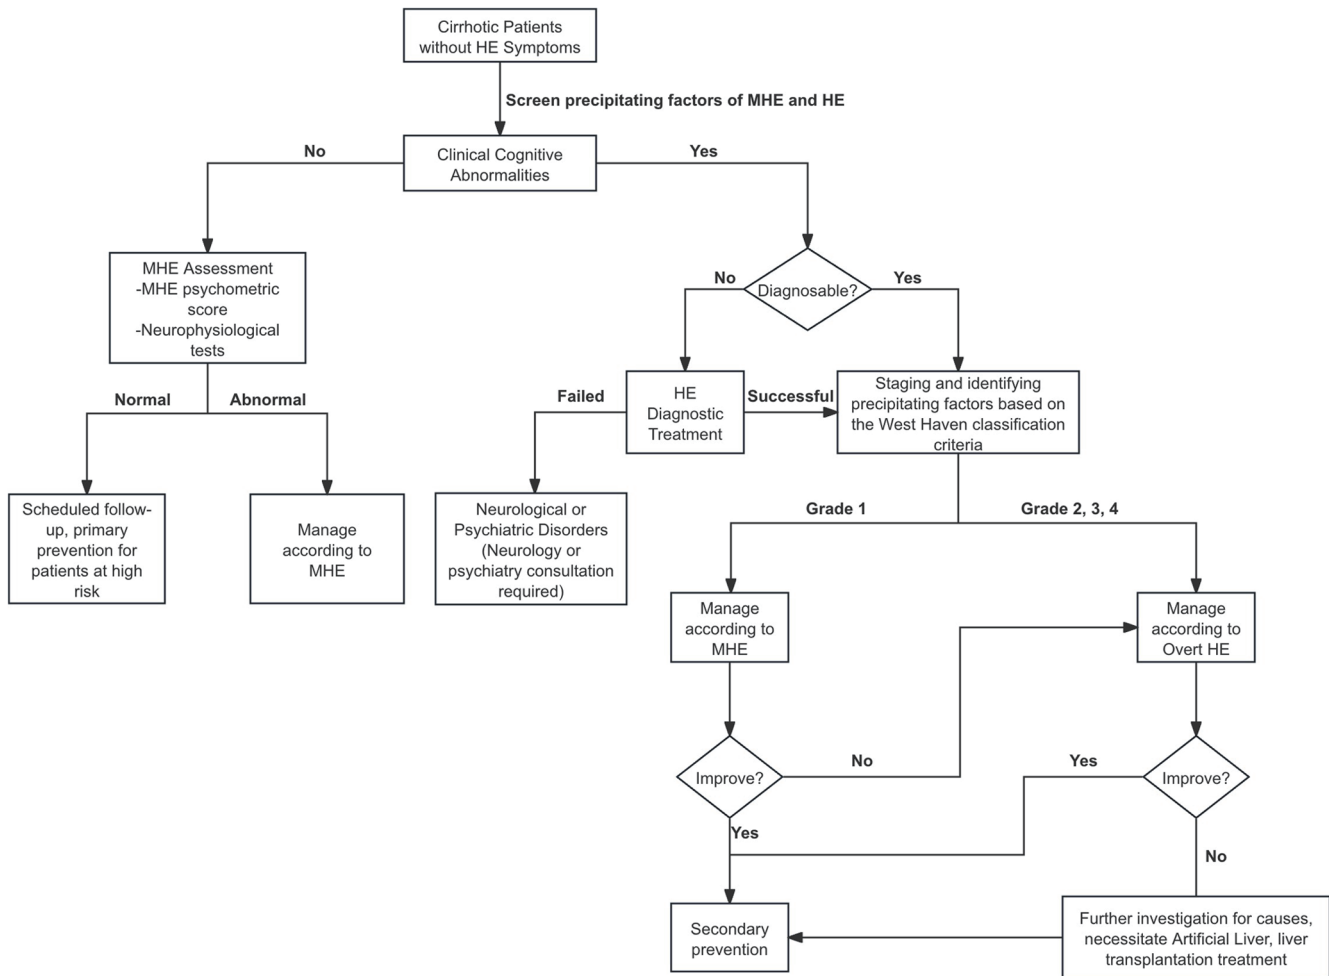 Cirrhotic Patients
without HE Symptoms
Screen precipitating factors of MHE and HE
Clinical Cognitive
Abnormalities
No
Yes
MHE Assessment
-MHE psychometric
score
-Neurophysiological
tests
Diagnosable?
No
Yes
Normal
Abnormal
HE
Diagnostic
Treatment
Failed
Successful
Staging and identifying
precipitating factors based on
the West Haven classification
criteria
Scheduled follow-
up, primary
prevention for
patients at high
risk
Manage
according to
MHE
Neurological or
Psychiatric Disorders
(Neurology or
psychiatry consultation
required)
Grade 1
Grade 2, 3, 4
Manage
according to
MHE
Manage
according to
Overt HE
Improve?
No
Yes
Improve?
Yes
No
Secondary
prevention
Further investigation for causes,
necessitate Artificial Liver, liver
transplantation treatment